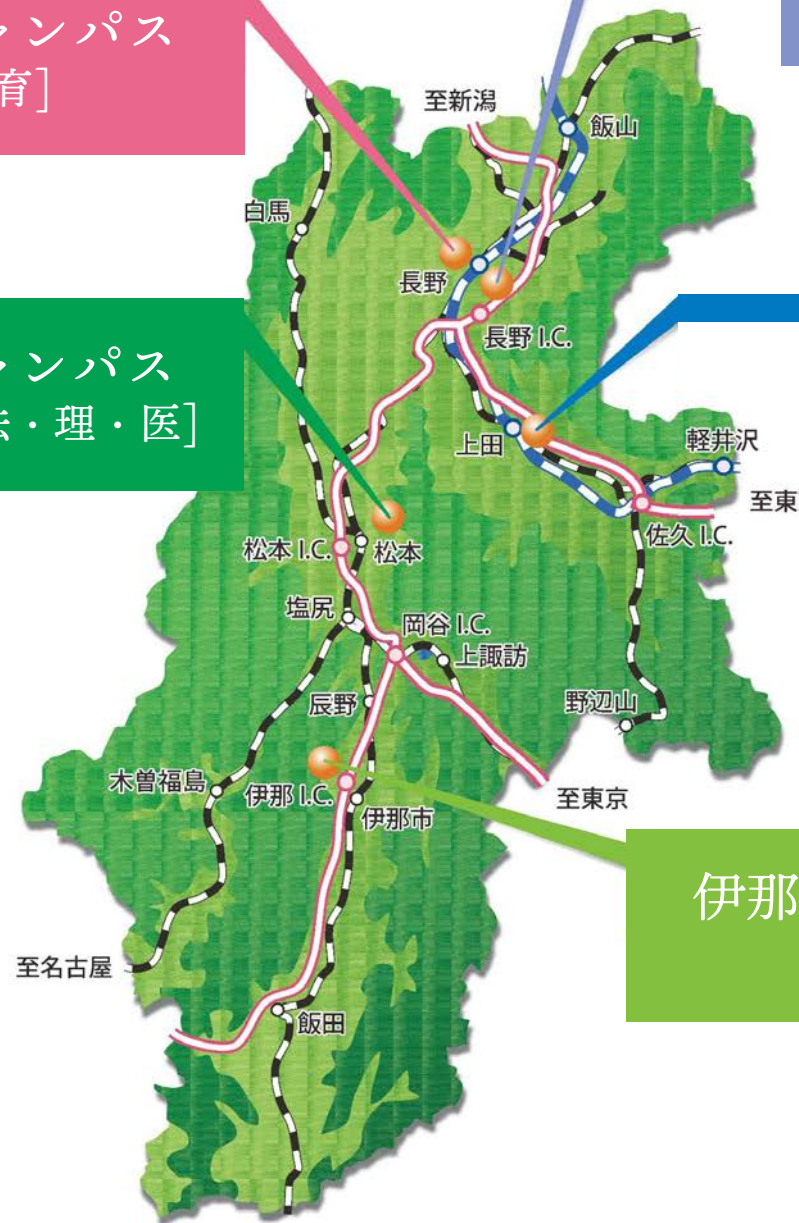 ャンパス
育]
至新潟
飯山
白馬
長野
長野 I.C.
ャンパス
・理・医]
上田
軽井沢
至東
佐久 I.C.
松本 I.C.
松本
塩尻
岡谷 I.C.
上諏訪
辰野
野辺山
木曽福島
伊那 I.C.
伊那市
至東京
伊那
至名古屋
飯田